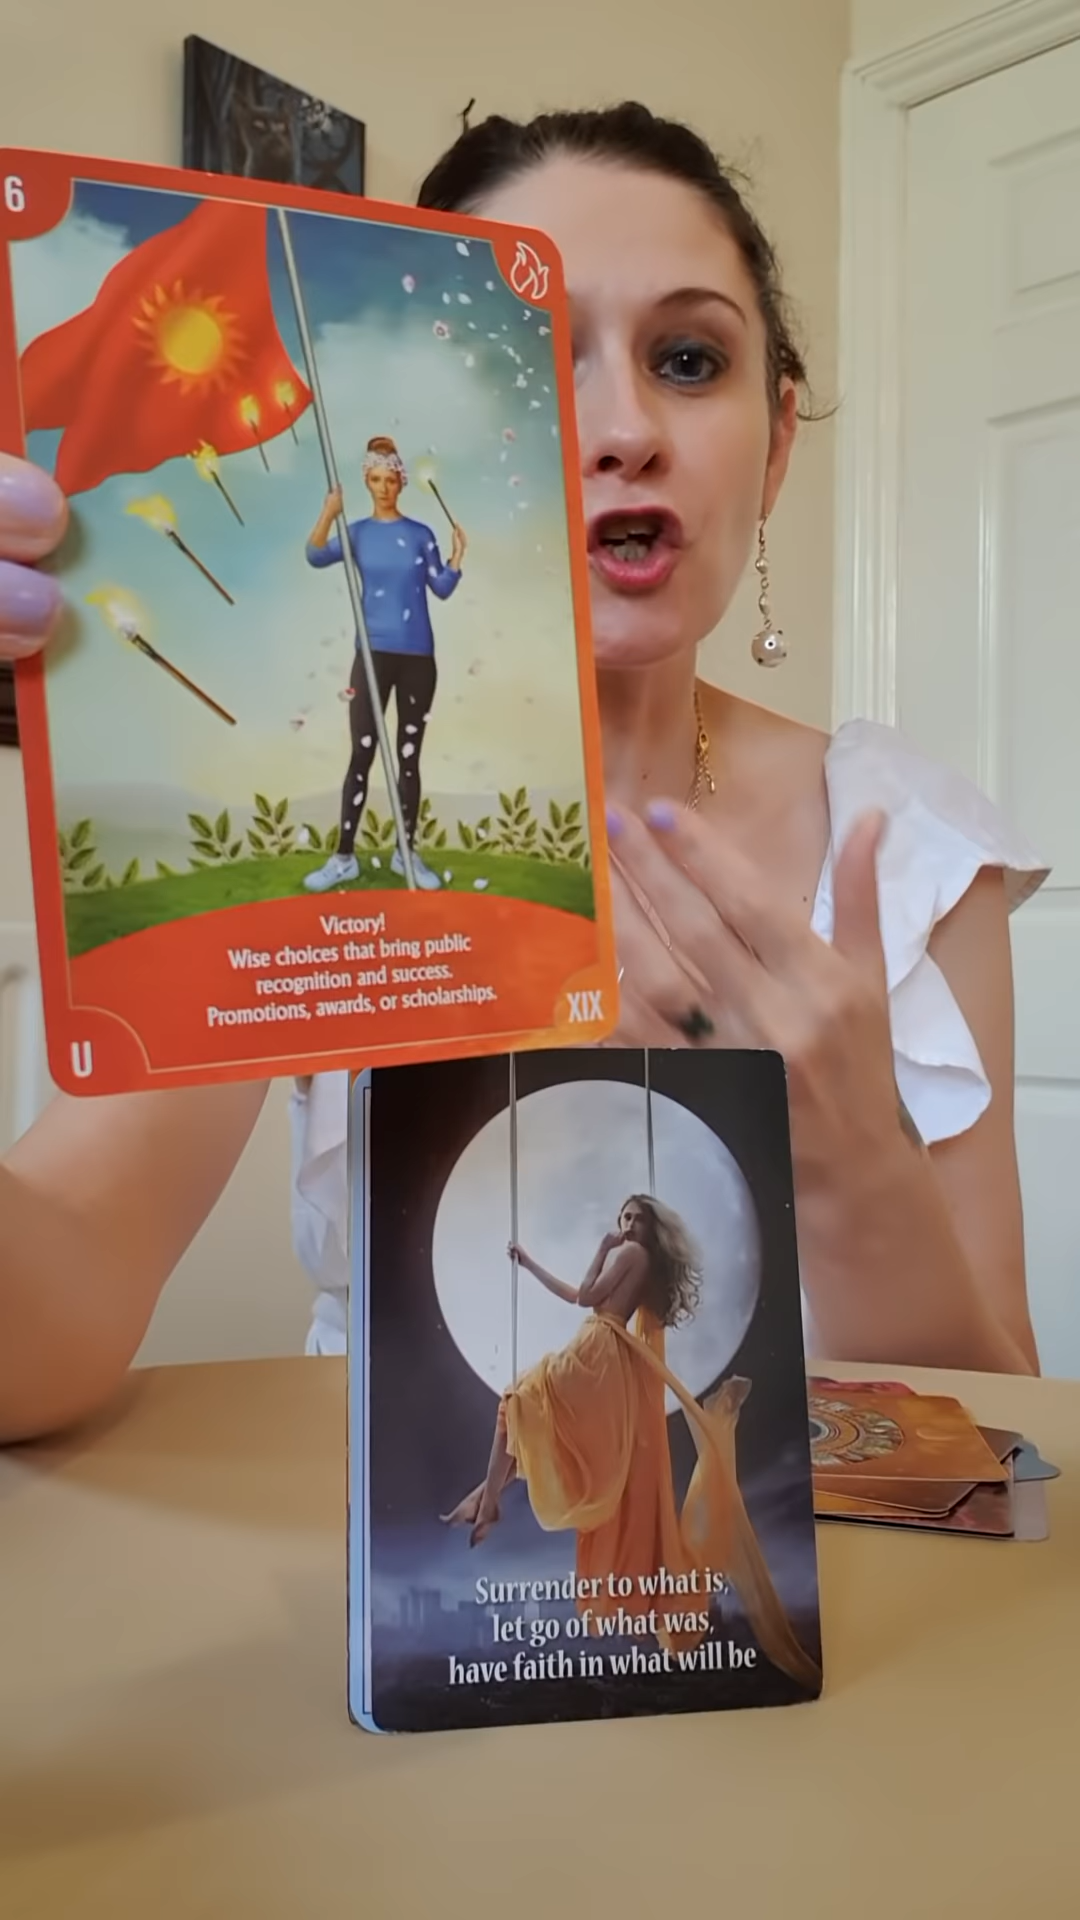 6
Victory!
Wise choices that bring public
recognition and success.
Promotions, awards, or scholarships.
XIX
U
Surrender to what is,
let go of what was,
have faith in what will be